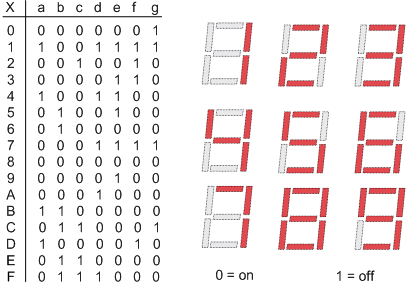 X a b c d e f g
0 0 0 0 0 0 0 1
1 1 0 0 1 1 1 1
2 0 0 1 0 0 1 0
3 0 0 0 0 1 1 0
4 1 0 0 1 1 0 0
5 0 1 0 0 1 0 0
6 0 1 0 0 0 0 0
7 0 0 0 1 1 1 1
8 0 0 0 0 0 0 0
9 0 0 0 0 1 0 0
A 0 0 0 1 0 0 0
B 1 1 0 0 0 0 0
C 0 1 1 0 0 0 1
D 1 0 0 0 0 1 0
E 0 1 1 0 0 0 0
F 0 1 1 1 0 0 0
0 = on 1 = off